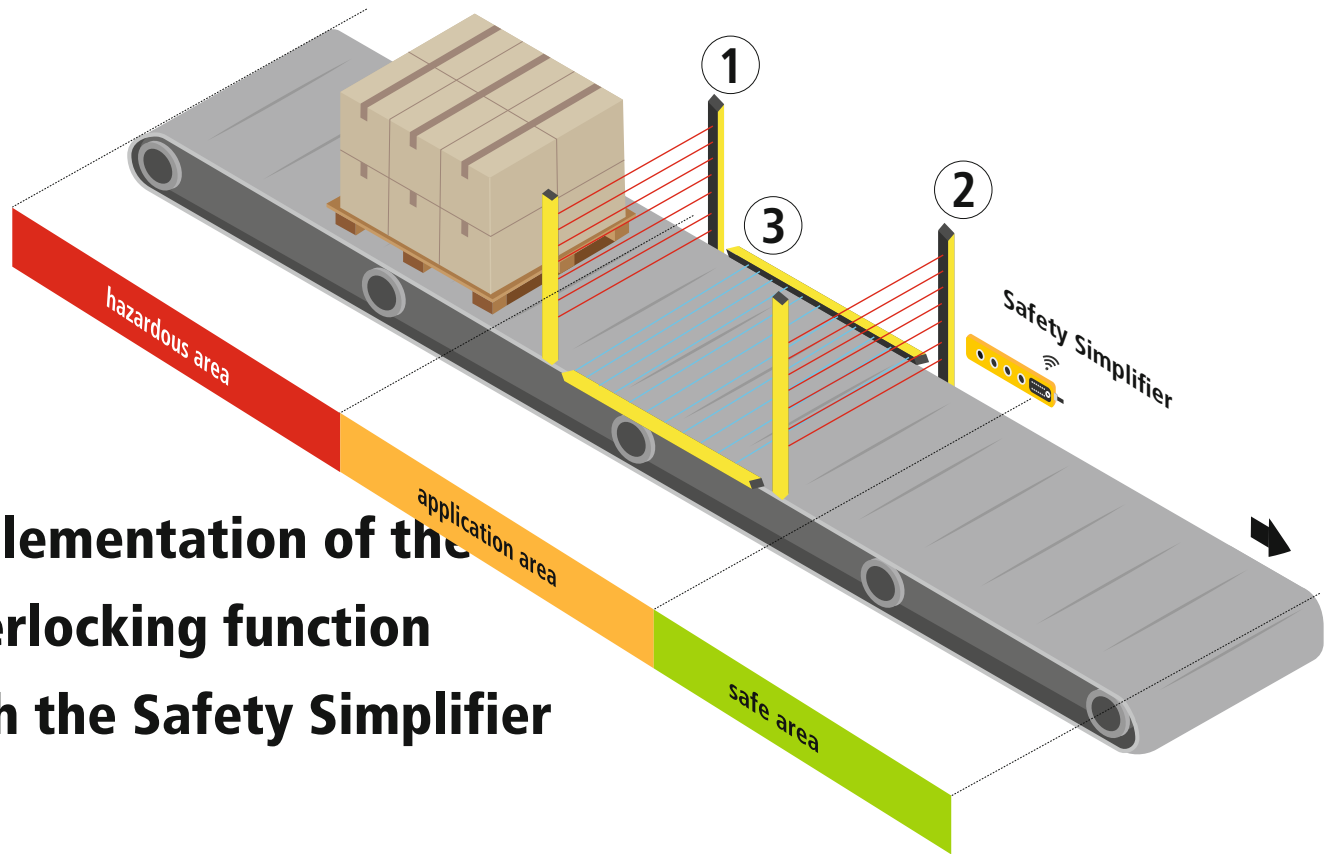 1
2
3
Safety Simplifier
hazardous area
application area
safe area
lementation of the
erlocking function
h the Safety Simplifier